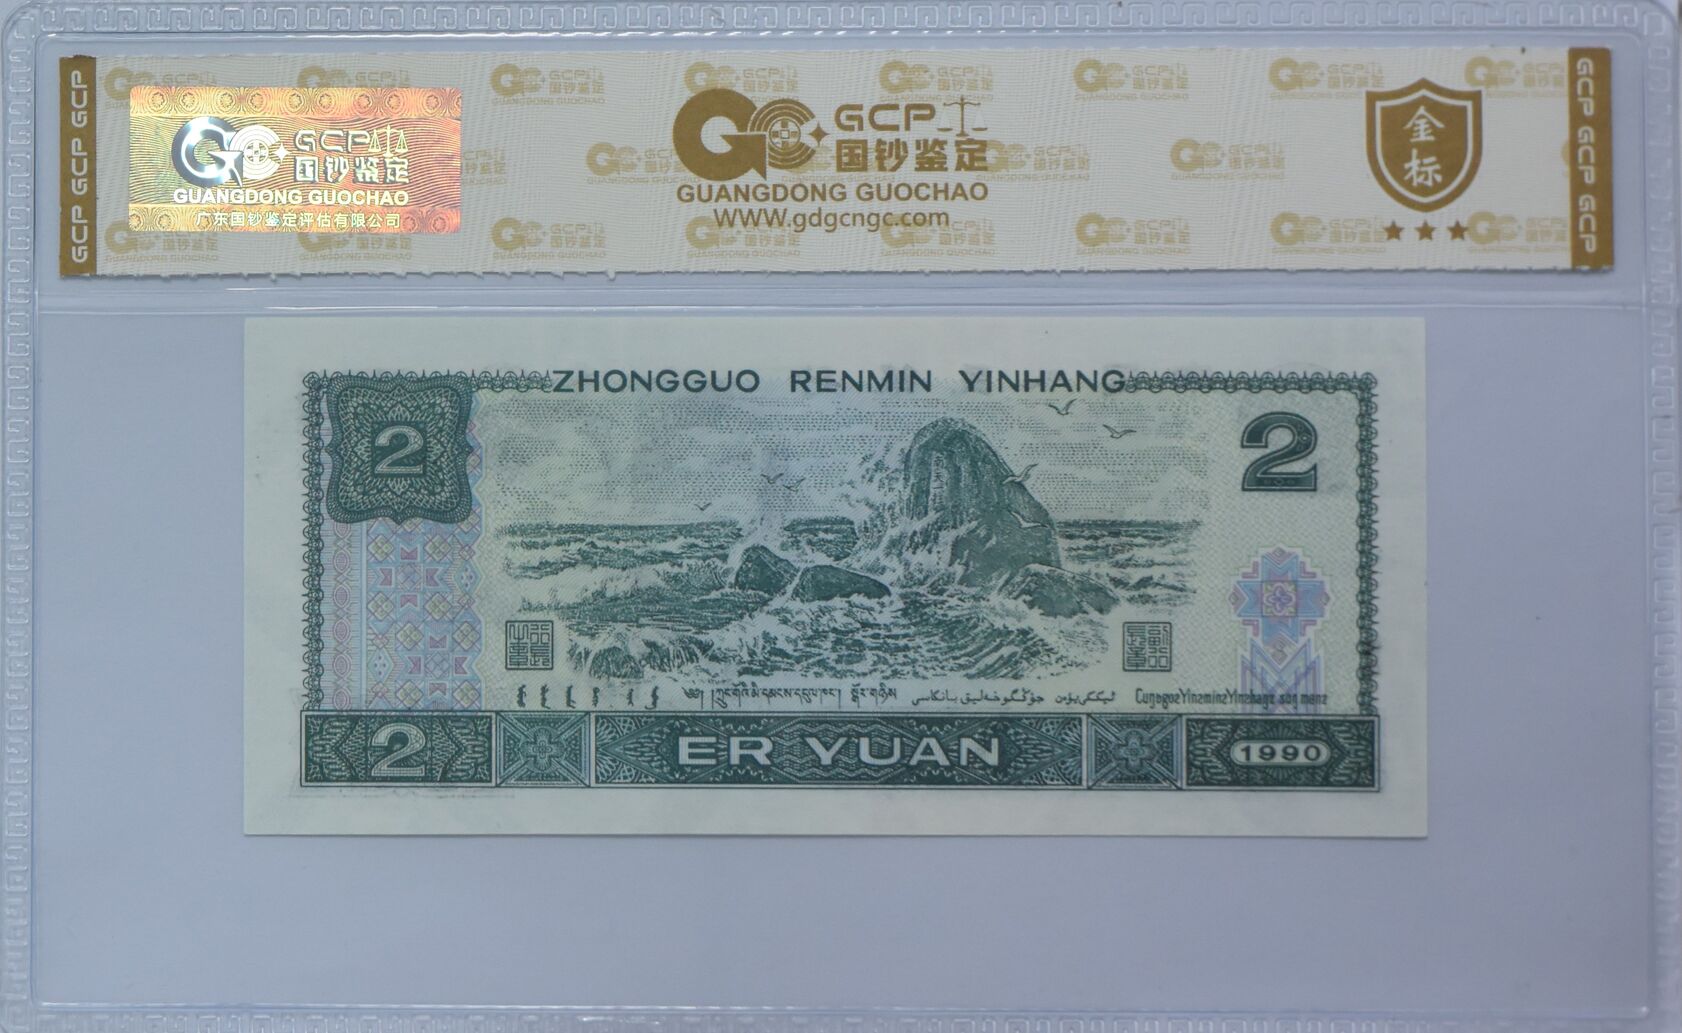 GCP GCP GCP
GCP
国钞鉴定
GUANGDONG GUOCHAO
广东国钞鉴定评估有限公司
GCP
国钞鉴定
GUANGDONG GUOCHAO
WWW.gdgcngc.com
金
标
GCP GCP GCP
ZHONGGUO RENMIN YINHANG
2
2
2
ER YUAN
1990